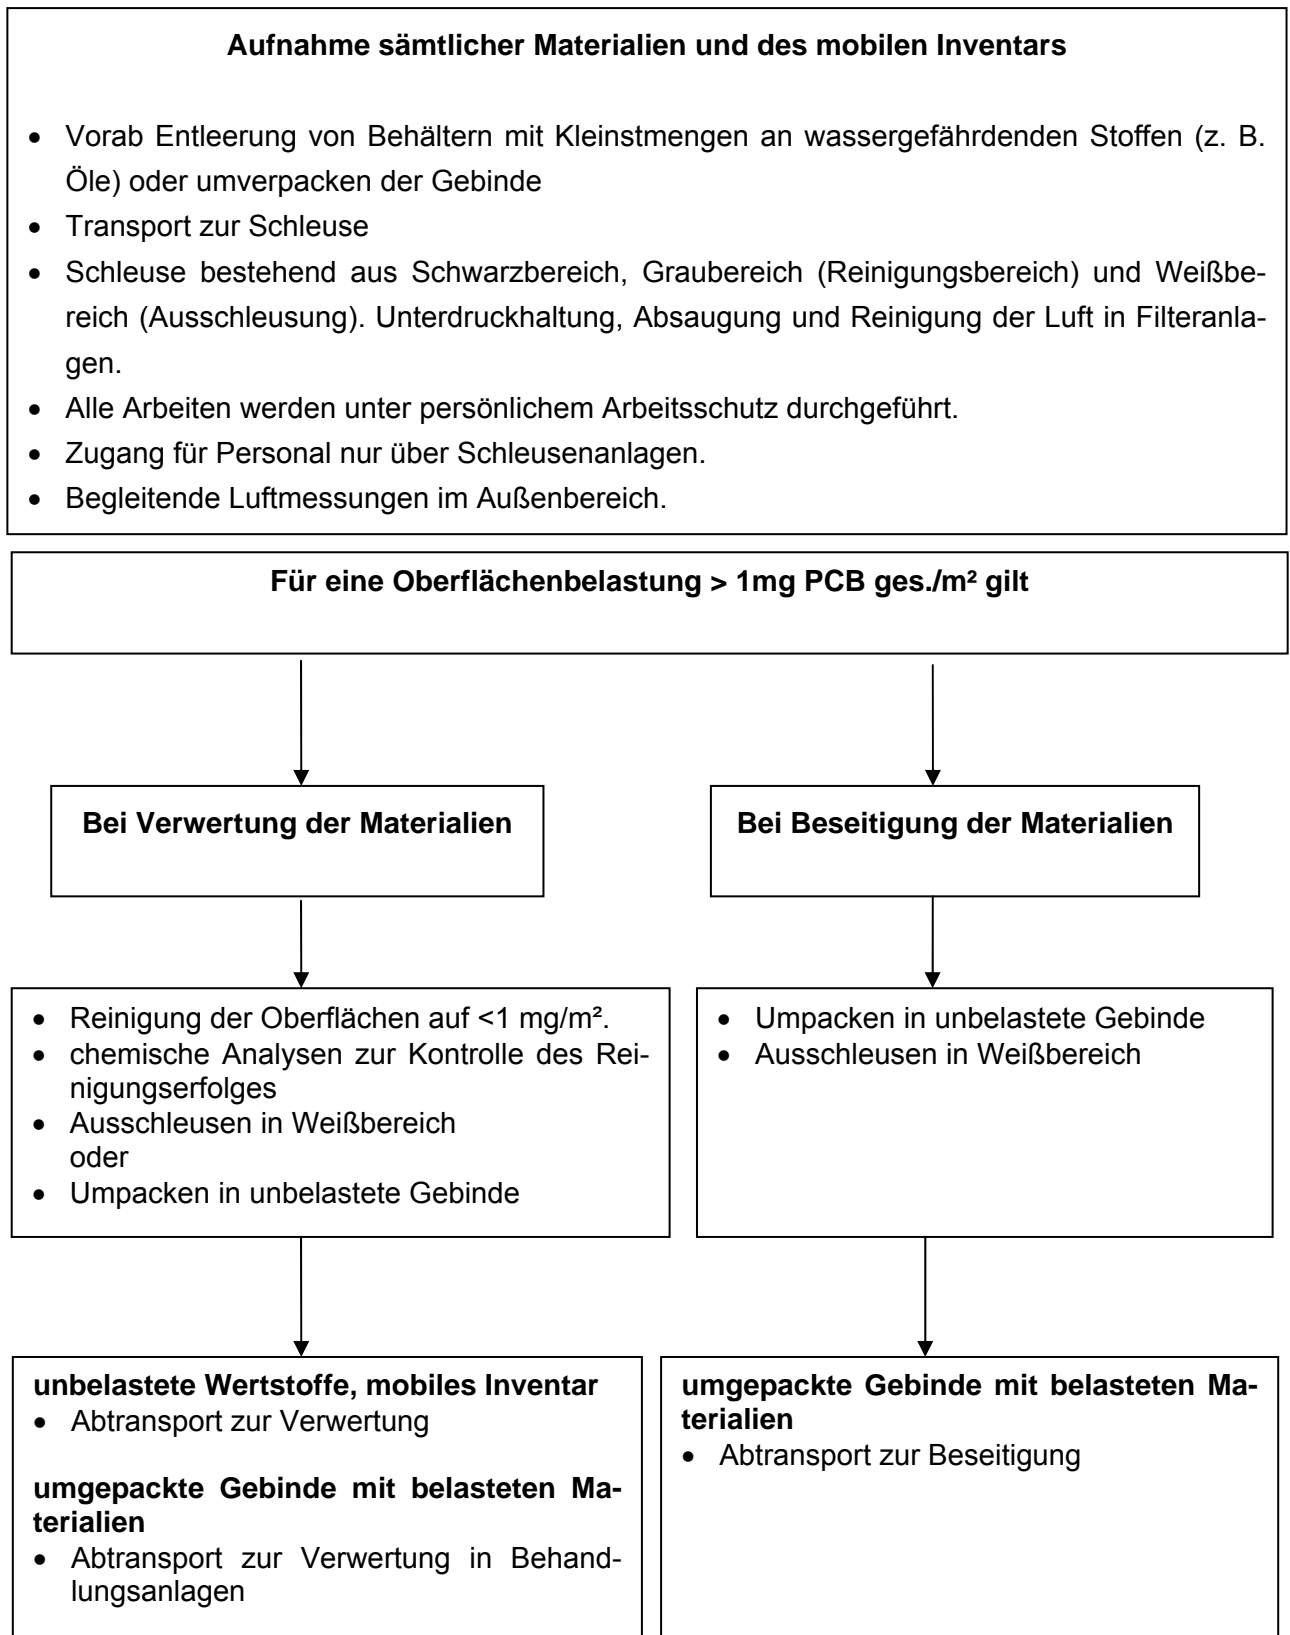 Aufnahme sämtlicher Materialien und des mobilen Inventars
• Vorab Entleerung von Behältern mit Kleinstmengen an wassergefährdenden Stoffen (z. B.
Öle) oder umverpacken der Gebinde
• Transport zur Schleuse
• Schleuse bestehend aus Schwarzbereich, Graubereich (Reinigungsbereich) und Weißbe-
reich (Ausschleusung). Unterdruckhaltung, Absaugung und Reinigung der Luft in Filteranla-
gen.
• Alle Arbeiten werden unter persönlichem Arbeitsschutz durchgeführt.
• Zugang für Personal nur über Schleusenanlagen.
• Begleitende Luftmessungen im Außenbereich.
Für eine Oberflächenbelastung > 1mg PCB ges./m² gilt
Bei Verwertung der Materialien
Bei Beseitigung der Materialien
• Reinigung der Oberflächen auf <1 mg/m².
• chemische Analysen zur Kontrolle des Rei-
nigungserfolges
• Ausschleusen in Weißbereich
oder
• Umpacken in unbelastete Gebinde
• Umpacken in unbelastete Gebinde
• Ausschleusen in Weißbereich
unbelastete Wertstoffe, mobiles Inventar
• Abtransport zur Verwertung
umgepackte Gebinde mit belasteten Ma-
terialien
• Abtransport zur Verwertung in Behand-
lungsanlagen
umgepackte Gebinde mit belasteten Ma-
terialien
• Abtransport zur Beseitigung